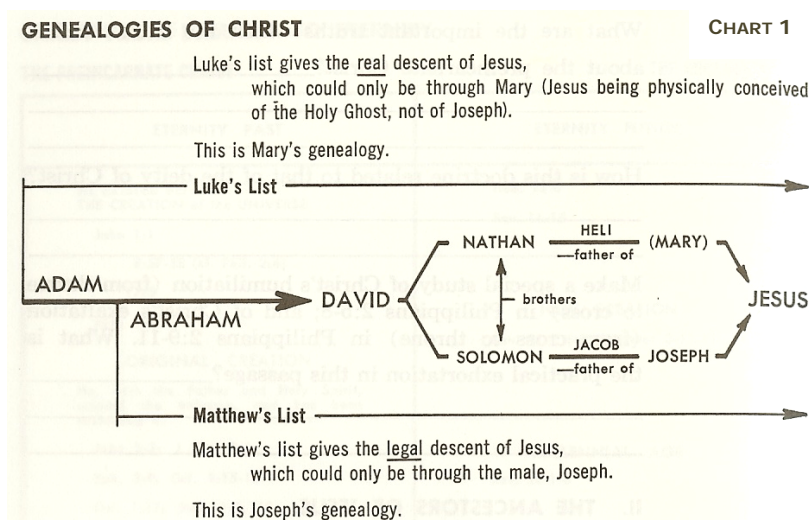 GENEALOGIES OF CHRIST
CHART 1
Luke's list gives the real descent of Jesus,
which could only be through Mary (Jesus being physically conceived
of the Holy Ghost, not of Joseph).
This is Mary's genealogy.
Luke's List
NATHAN HELI (MARY)
—father of
ADAM
DAVID brothers JESUS
ABRAHAM
SOLOMON JACOB JOSEPH
—father of
Matthew's List
Matthew's list gives the legal descent of Jesus,
which could only be through the male, Joseph.
This is Joseph's genealogy.